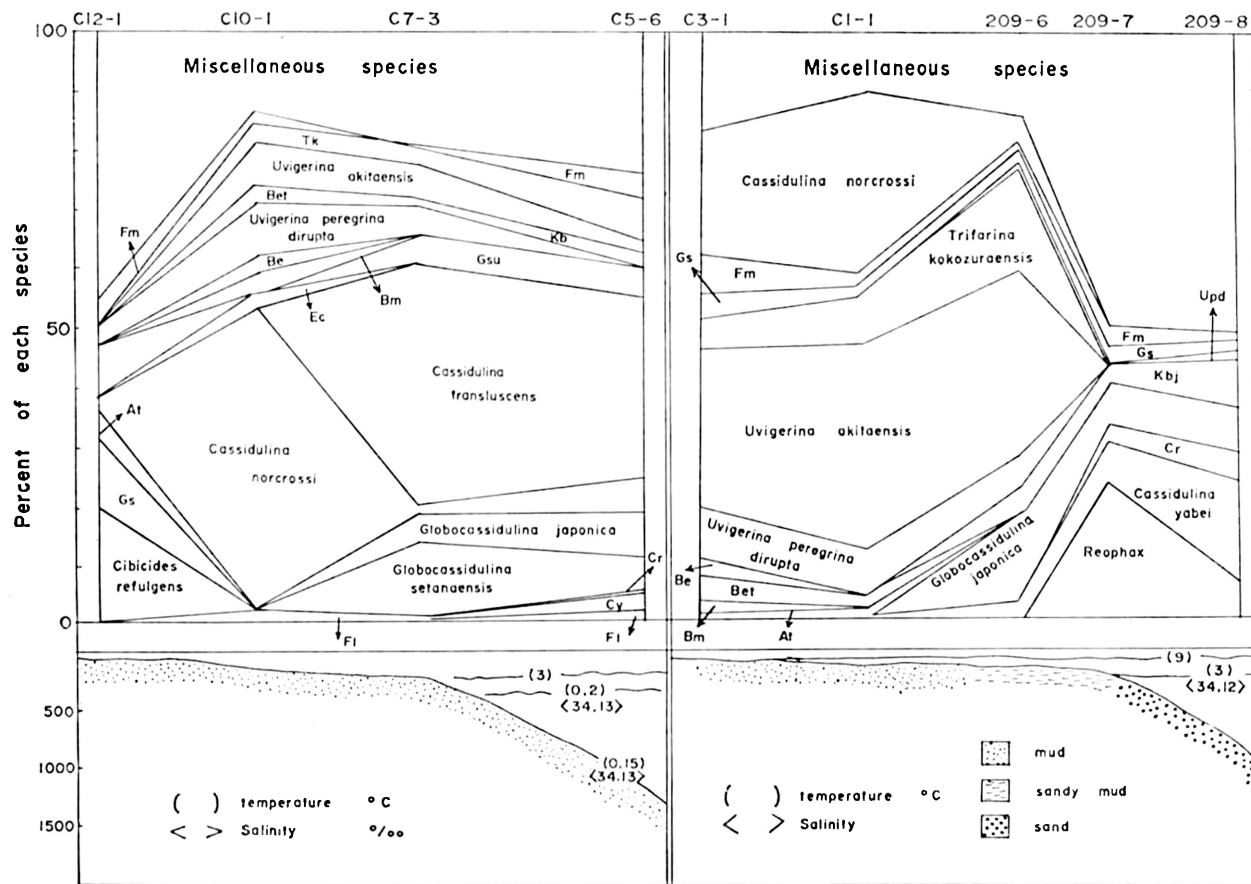 C12-1 C10-1 C7-3 C5-6 C3-1 C1-1 209-6 209-7 209-8
100
50
0
500
1000
1500
Percent of each species
Miscellaneous species
Fm
Tk
Uvigerina akitaensis
Bet
Uvigerina peregrina
dirupta
Be
Bm
Ec
Fm
Kb
Gsu
At
Gs
Cibicides
refulgens
Cassidulina
norcrossi
Cassidulina
transluscens
Globocassidulina japonica
Globocassidulina
setanaensis
Cr
Cy
Fl
Fl
(3)
(0,2)
<34,13>
(0,15)
<34,13>
( ) temperature °C
< > Salinity °/oo
Miscellaneous species
Cassidulina norcrossi
Gs
Fm
Trifarina
kokozuraensis
Upd
Fm
Gs
Kbj
Uvigerina akitaensis
Cr
Cassidulina
yabei
Reophax
Uvigerina peregrina
dirupta
Globocassidulina
japonica
Be
Bet
Bm
At
(9)
(3)
<34,12>
( ) temperature °C
< > Salinity
mud
sandy mud
sand